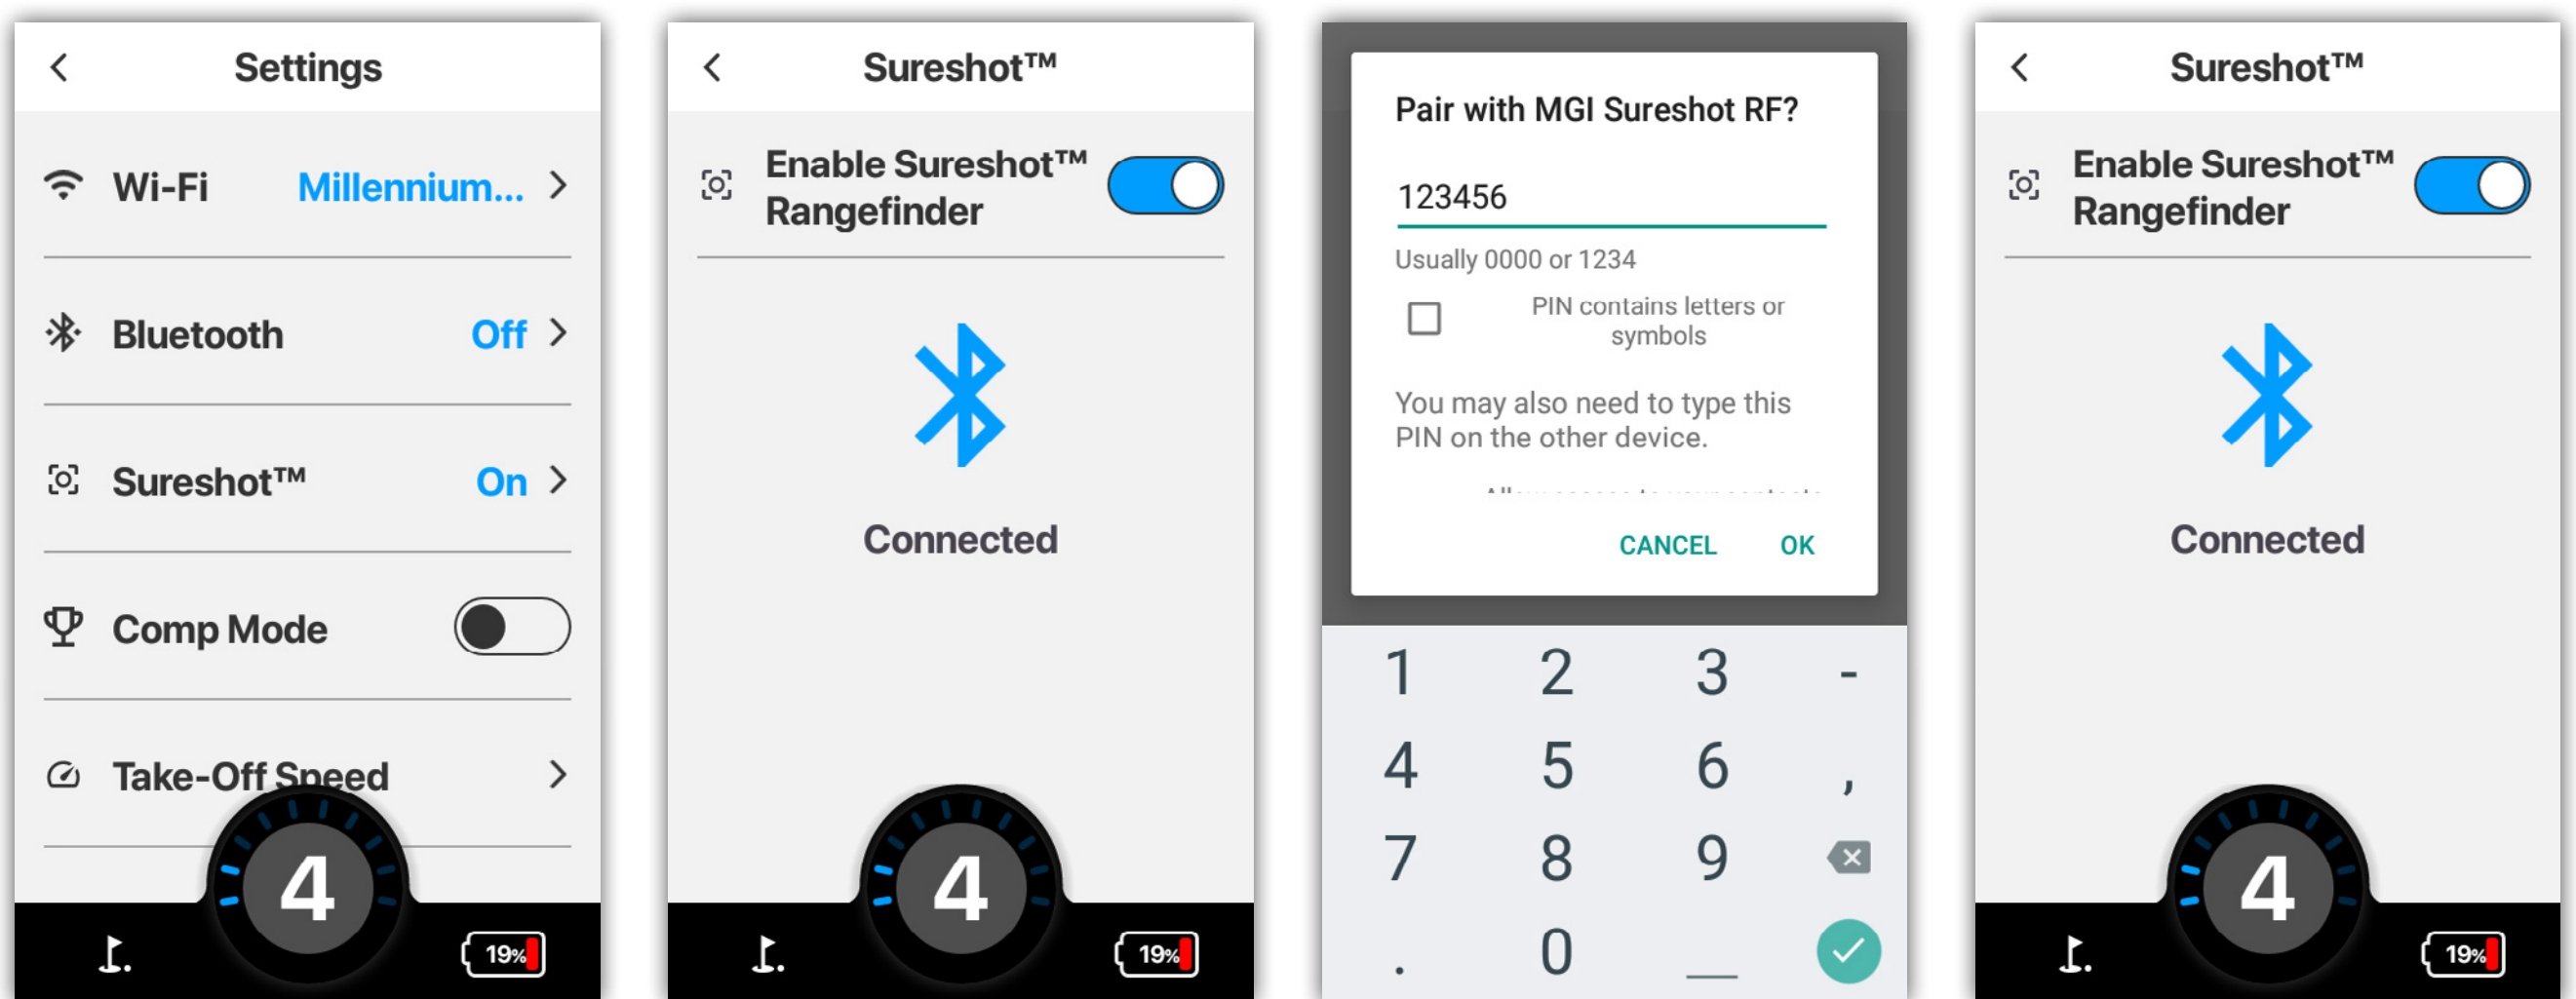 Settings
Wi-Fi Millennium...
Bluetooth Off
Sureshot™ On
Comp Mode
Take-Off Speed
4
19%
Sureshot™
Enable Sureshot™
Rangefinder
Connected
4
19%
Pair with MGI Sureshot RF?
123456
Usually 0000 or 1234
PIN contains letters or
symbols
You may also need to type this
PIN on the other device.
CANCEL OK
1 2 3 -
4 5 6 ,
7 8 9
. 0 _
Sureshot™
Enable Sureshot™
Rangefinder
Connected
4
19%